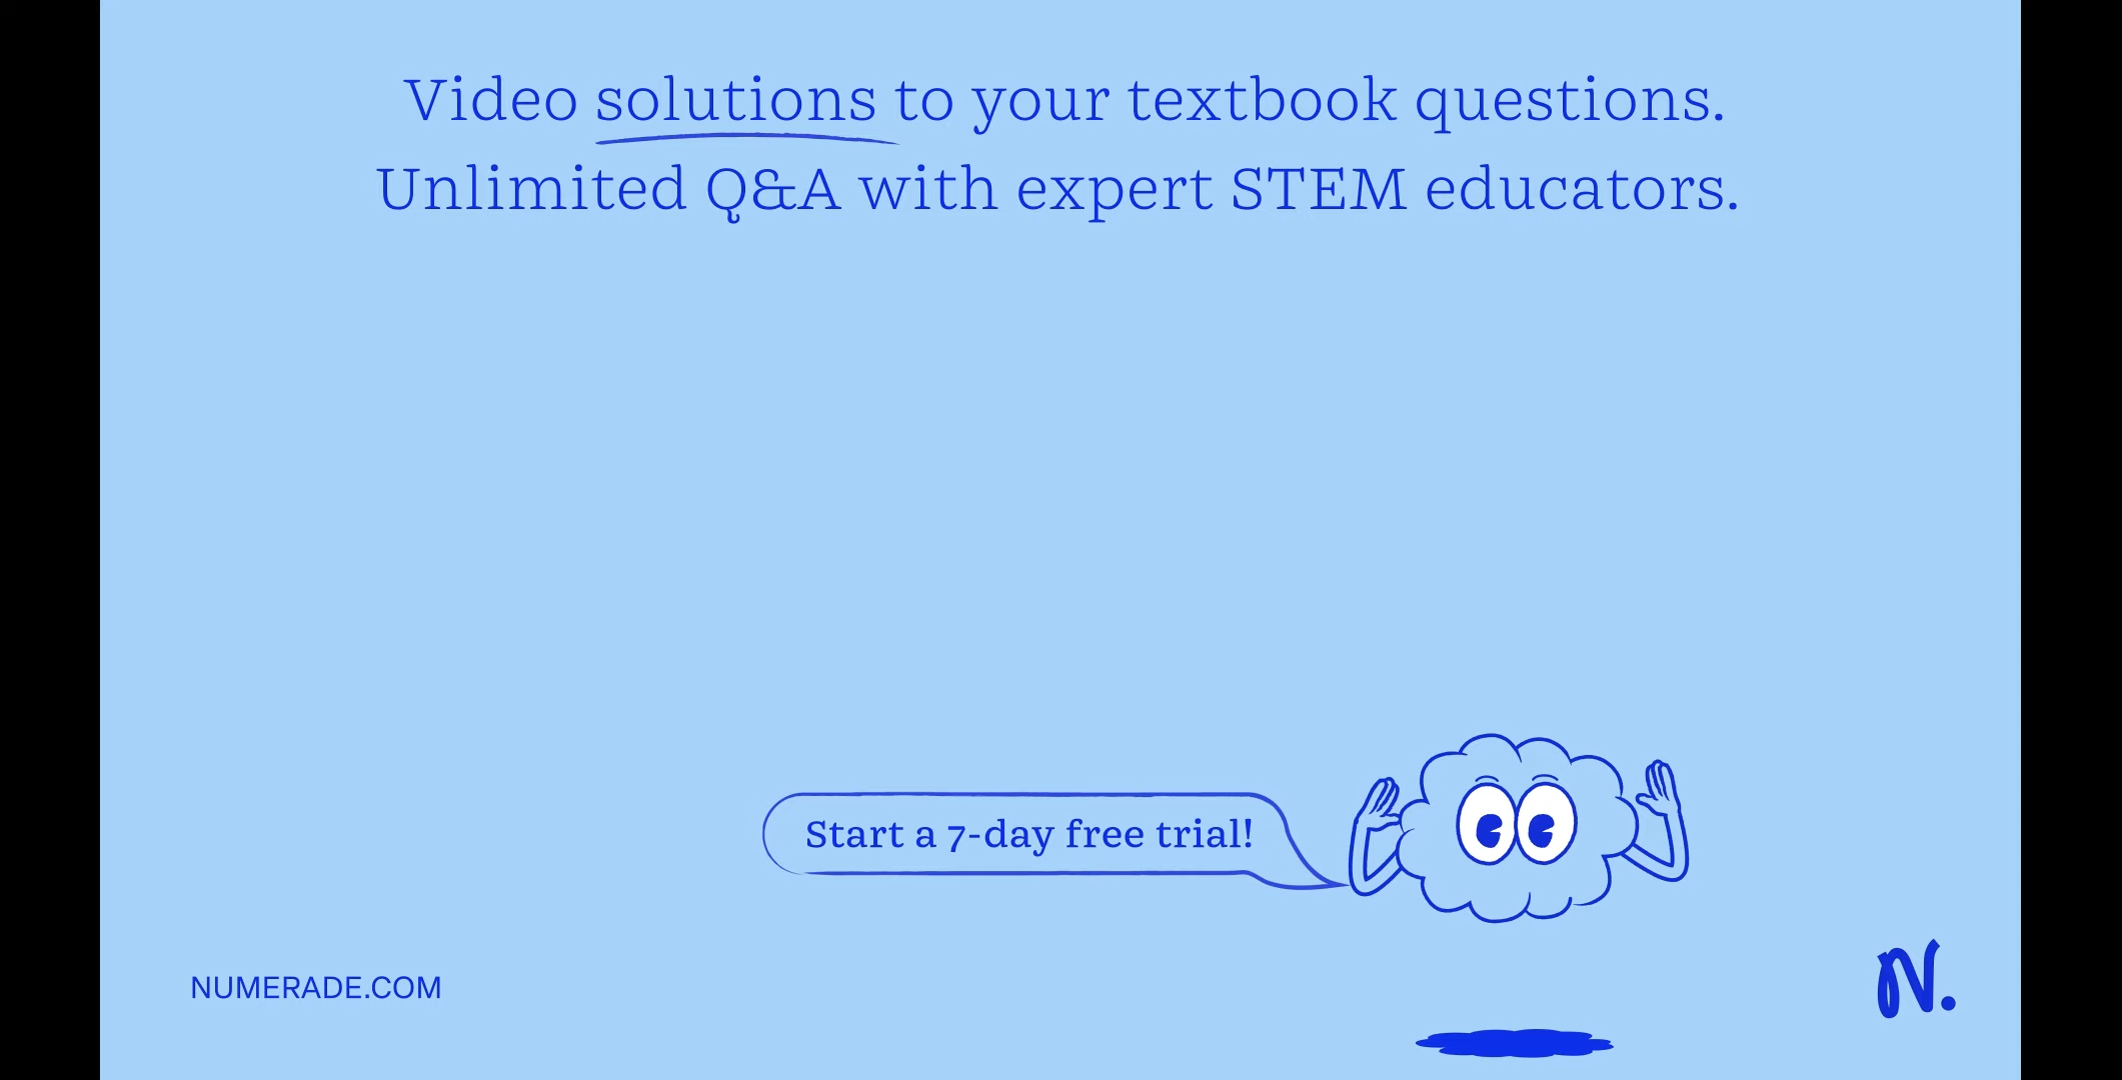 Video solutions to your textbook questions.
Unlimited Q&A with expert STEM educators.
Start a 7-day free trial!
NUMERADE.COM
N.